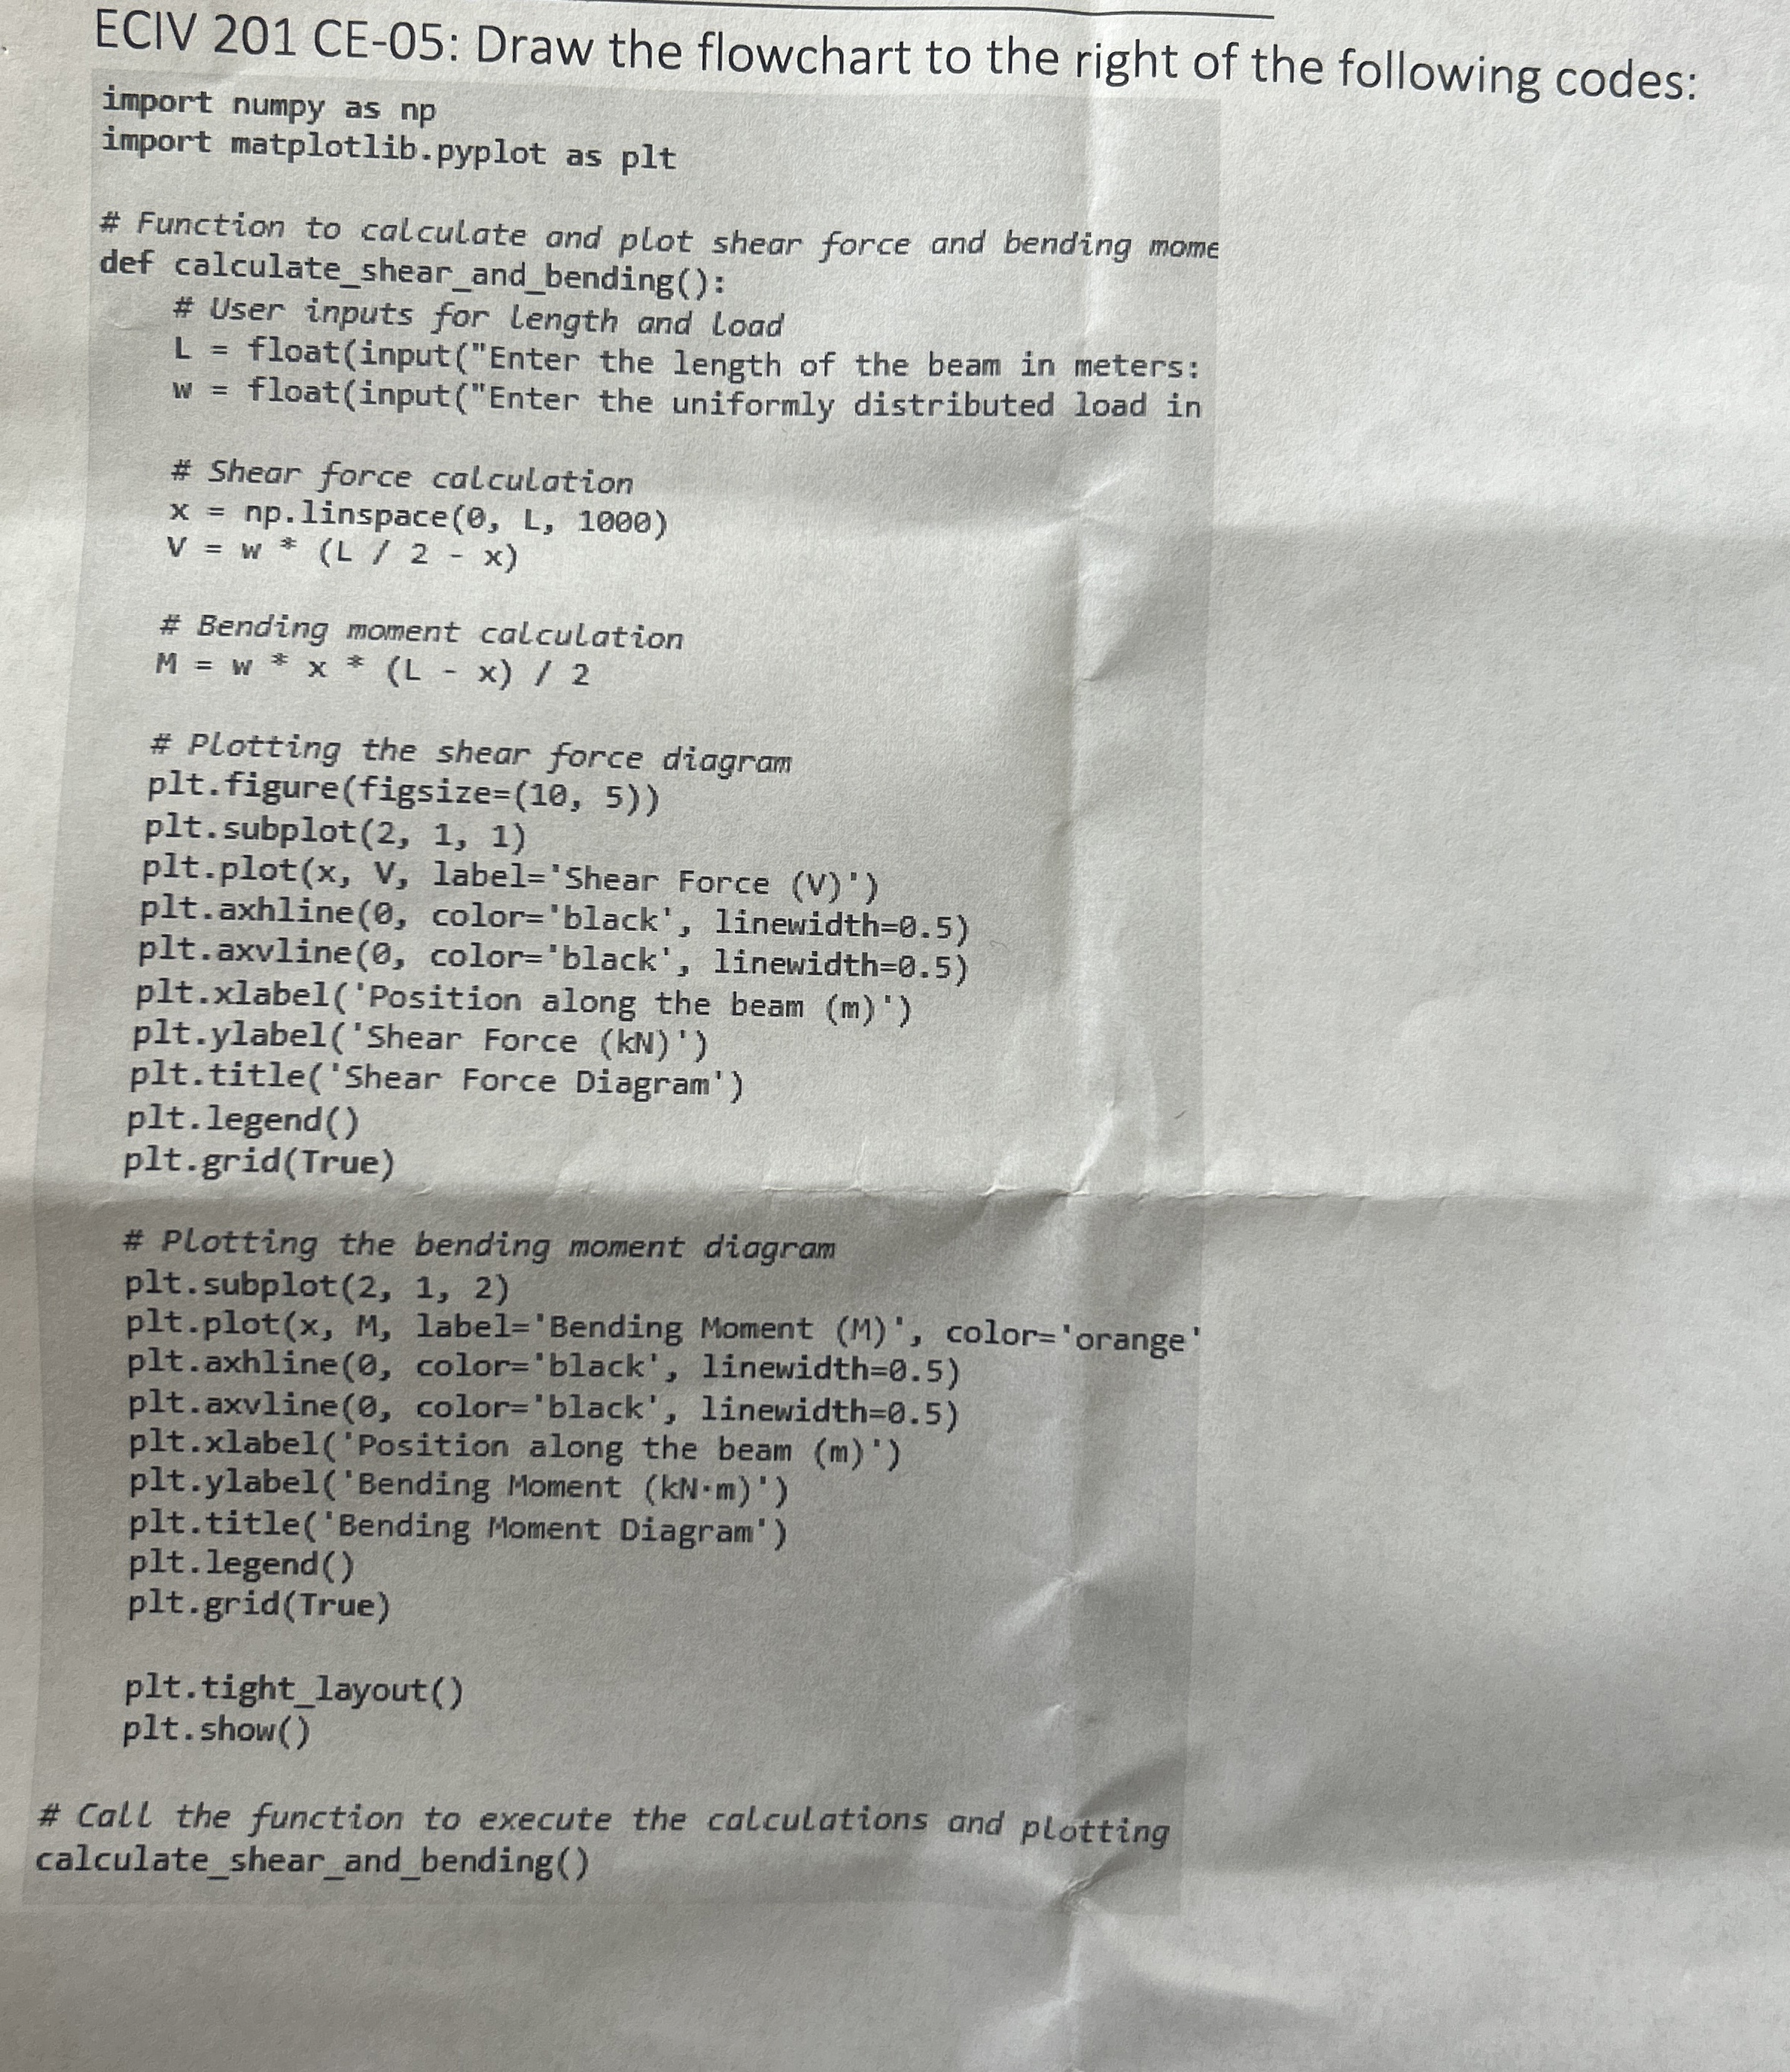 ECIV 201 CE-05: Draw the flowchart to the right of the following codes:
import numpy as np
import matplotlib.pyplot as plt
# Function to calculate and plot shear force and bending mome
def calculate_shear_and_bending():
    # User inputs for length and load
    L = float(input("Enter the length of the beam in meters:
    w = float(input("Enter the uniformly distributed load in
    # Shear force calculation
    x = np.linspace(0, L, 1000)
    V = w * (L / 2 - x)
    # Bending moment calculation
    M = w * x * (L - x) / 2
    # Plotting the shear force diagram
    plt.figure(figsize=(10, 5))
    plt.subplot(2, 1, 1)
    plt.plot(x, V, label='Shear Force (V)')
    plt.axhline(0, color='black', linewidth=0.5)
    plt.axvline(0, color='black', linewidth=0.5)
    plt.xlabel('Position along the beam (m)')
    plt.ylabel('Shear Force (kN)')
    plt.title('Shear Force Diagram')
    plt.legend()
    plt.grid(True)
    # Plotting the bending moment diagram
    plt.subplot(2, 1, 2)
    plt.plot(x, M, label='Bending Moment (M)', color='orange'
    plt.axhline(0, color='black', linewidth=0.5)
    plt.axvline(0, color='black', linewidth=0.5)
    plt.xlabel('Position along the beam (m)')
    plt.ylabel('Bending Moment (kN·m)')
    plt.title('Bending Moment Diagram')
    plt.legend()
    plt.grid(True)
    plt.tight_layout()
    plt.show()
# Call the function to execute the calculations and plotting
calculate_shear_and_bending()